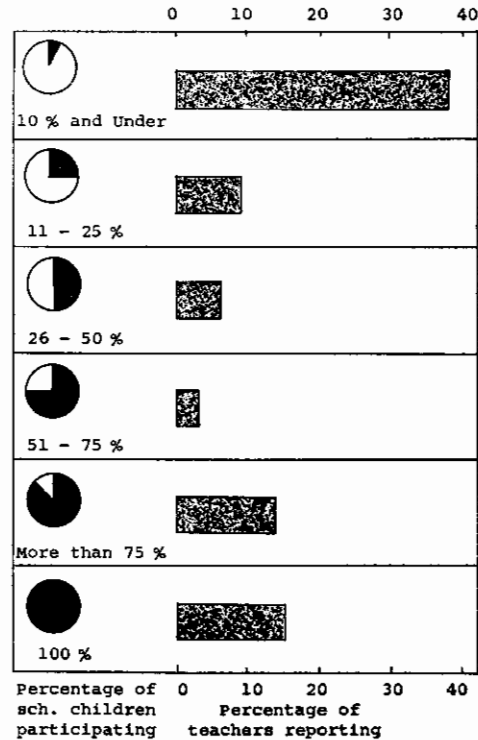 0 10 20 30 40
10 % and Under
11 - 25 %
26 - 50 %
51 - 75 %
More than 75 %
100 %
0 10 20 30 40
Percentage of
sch. children
participating
Percentage of
teachers reporting